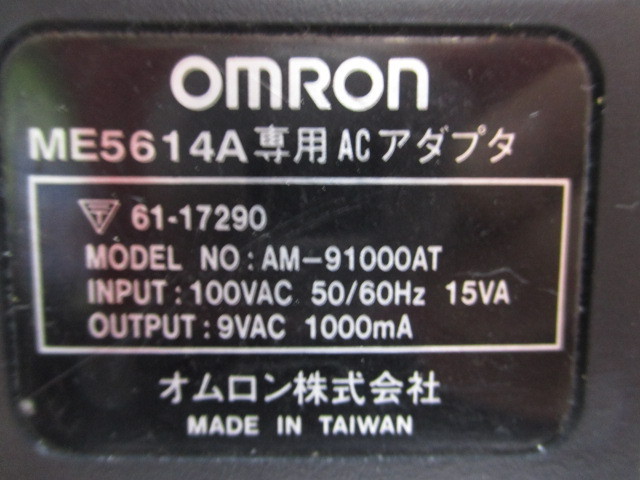 OMRON
ME5614A専用ACアダプタ
61-17290
MODEL NO:AM-91000AT
INPUT:100VAC 50/60Hz 15VA
OUTPUT:9VAC 1000mA
オムロン株式会社
MADE IN TAIWAN